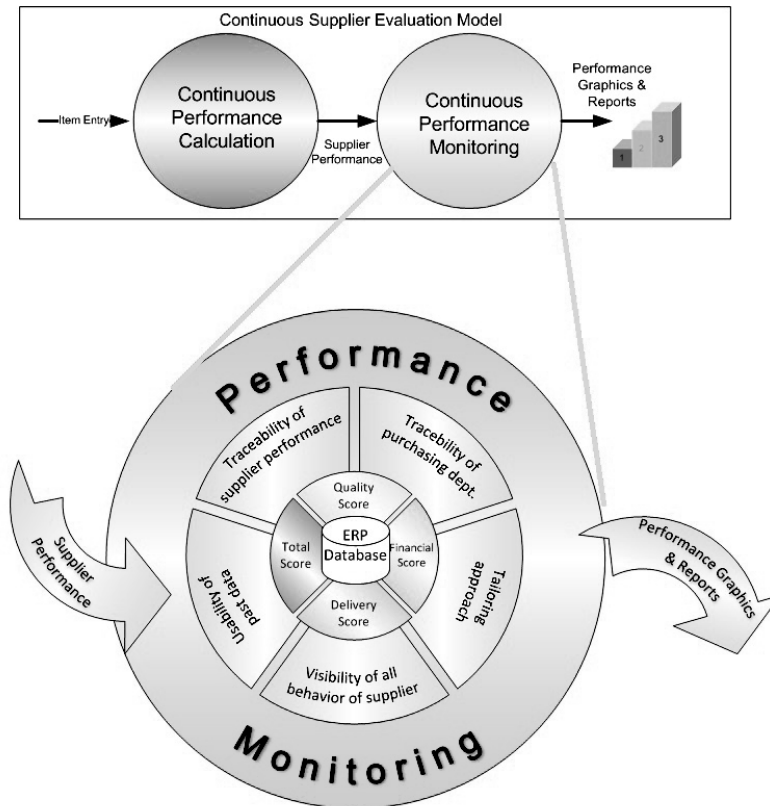 Continuous Supplier Evaluation Model
Item Entry
Continuous
Performance
Calculation
Supplier
Performance
Continuous
Performance
Monitoring
Performance
Graphics &
Reports
1
2
3
Performance
Traceability of
supplier performance
Tracebility of
purchasing dept.
Quality
Score
Total
Score
ERP
Database
Financial
Score
Delivery
Score
Usability of
past data
Tailoring
approach
Visibility of all
behavior of supplier
Monitoring
Supplier
Performance
Performance Graphics
& Reports